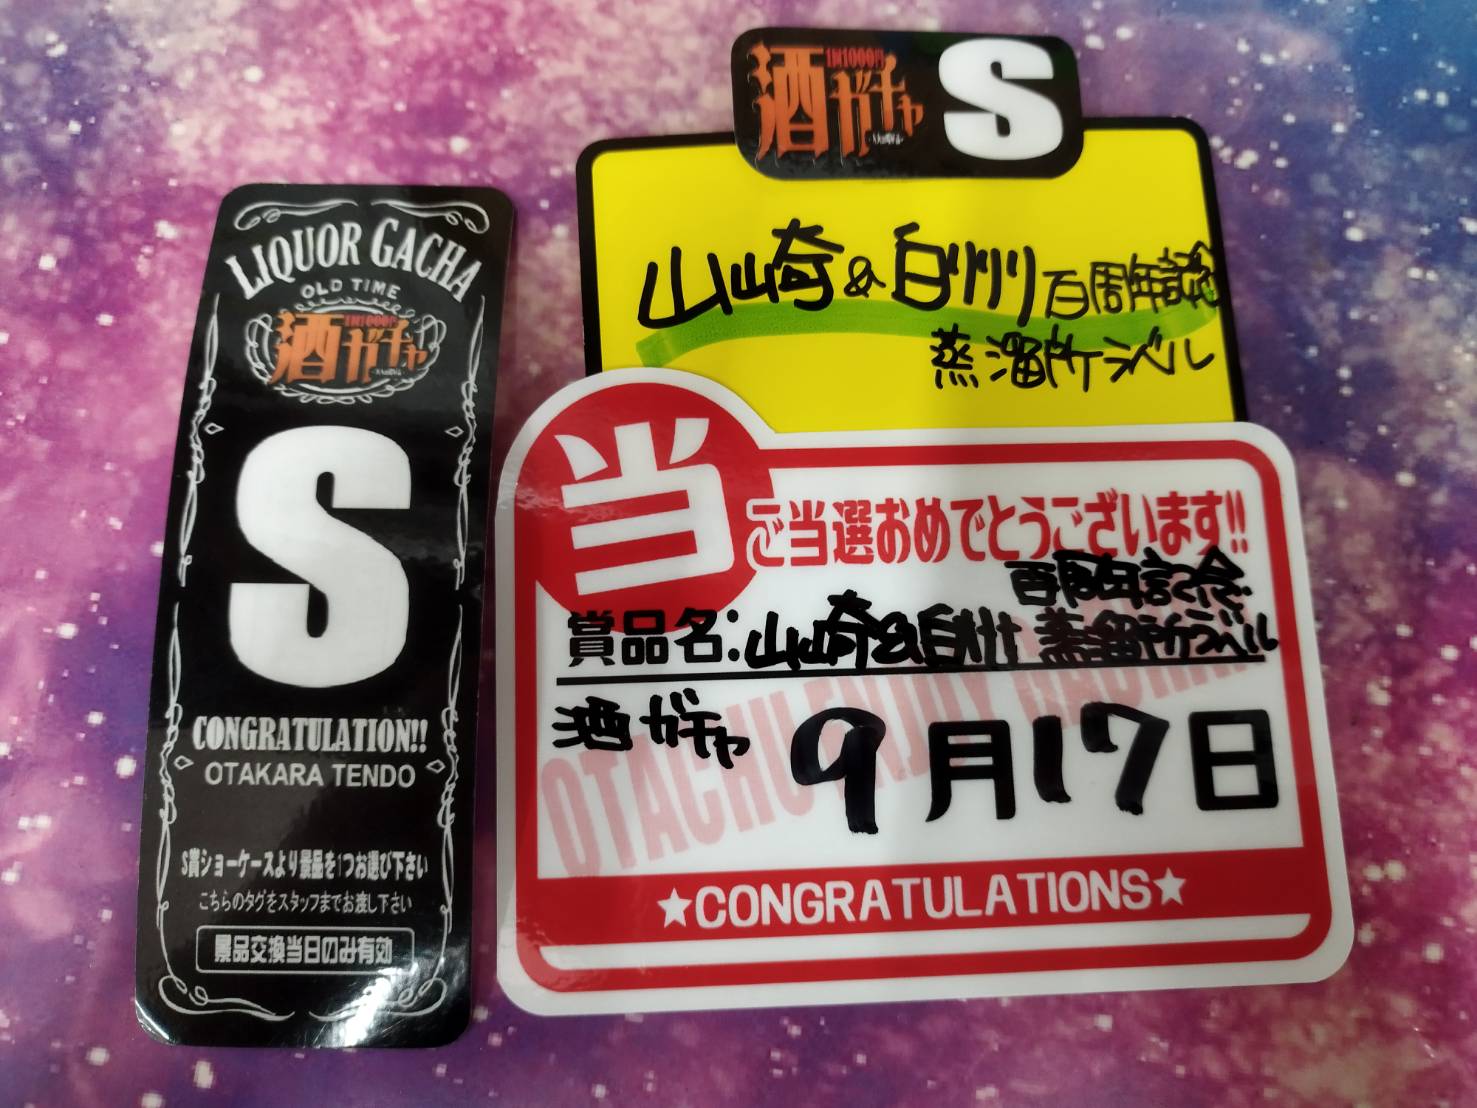 LIQUOR GACHA
OLD TIME
1回1000円
酒ガチャ
S
CONGRATULATION!!
OTAKARA TENDO
S賞ショーケースより景品を1つお選び下さい
こちらのタグをスタッフまでお渡し下さい
景品交換当日のみ有効
1回1000円
酒ガチャ
S
山崎&白州 百周年記念
蒸溜所ラベル
当
ご当選おめでとうございます!!
百周年記念
賞品名:山崎&白州 蒸留所ラベル
酒ガチャ 9月17日
OTACHU ENJOY GACHA
★CONGRATULATIONS★